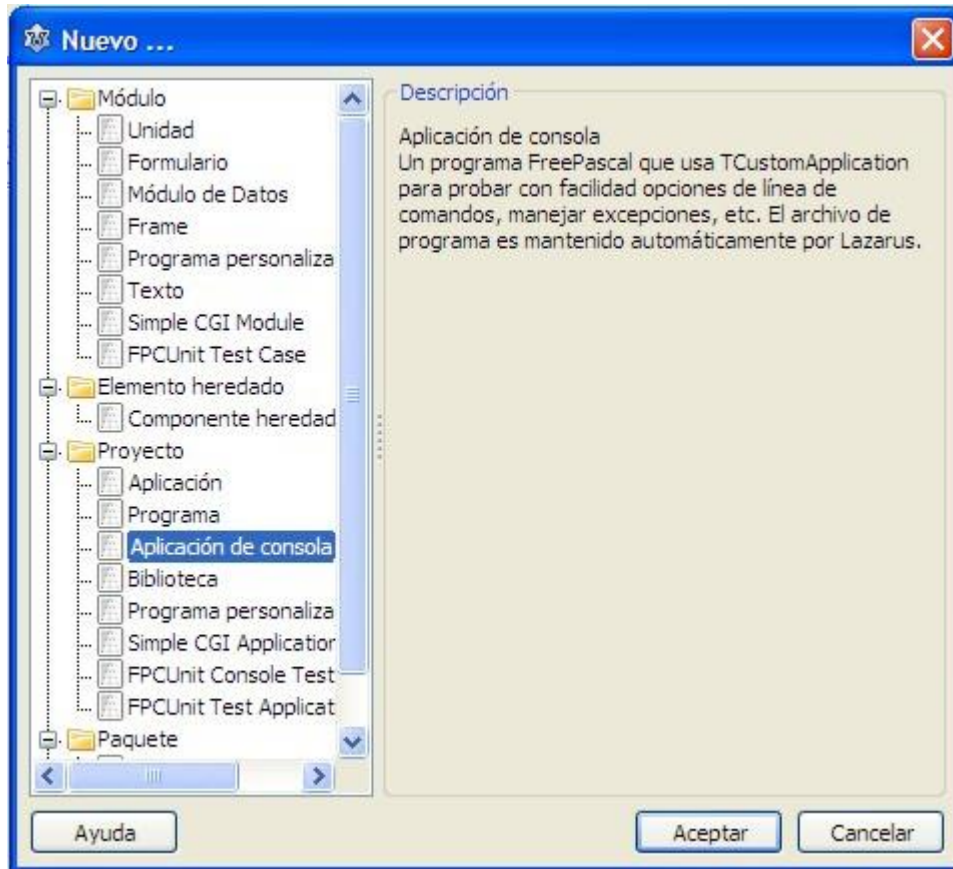 Nuevo ...
Módulo
Unidad
Formulario
Módulo de Datos
Frame
Programa personaliza
Texto
Simple CGI Module
FPCUnit Test Case
Elemento heredado
Componente heredad
Proyecto
Aplicación
Programa
Aplicación de consola
Biblioteca
Programa personaliza
Simple CGI Application
FPCUnit Console Test
FPCUnit Test Applicat
Paquete
Descripción
Aplicación de consola
Un programa FreePascal que usa TCustomApplication
para probar con facilidad opciones de línea de
comandos, manejar excepciones, etc. El archivo de
programa es mantenido automáticamente por Lazarus.
Ayuda
Aceptar
Cancelar